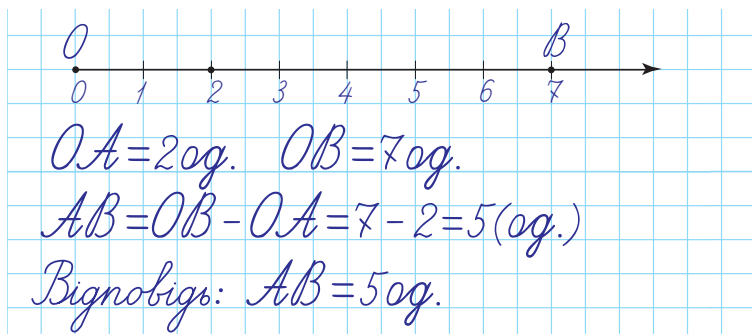 O B
0 1 2 3 4 5 6 7
OA = 2 од. OB = 7 од.
AB = OB - OA = 7 - 2 = 5 (од.)
Відповідь: AB = 5 од.